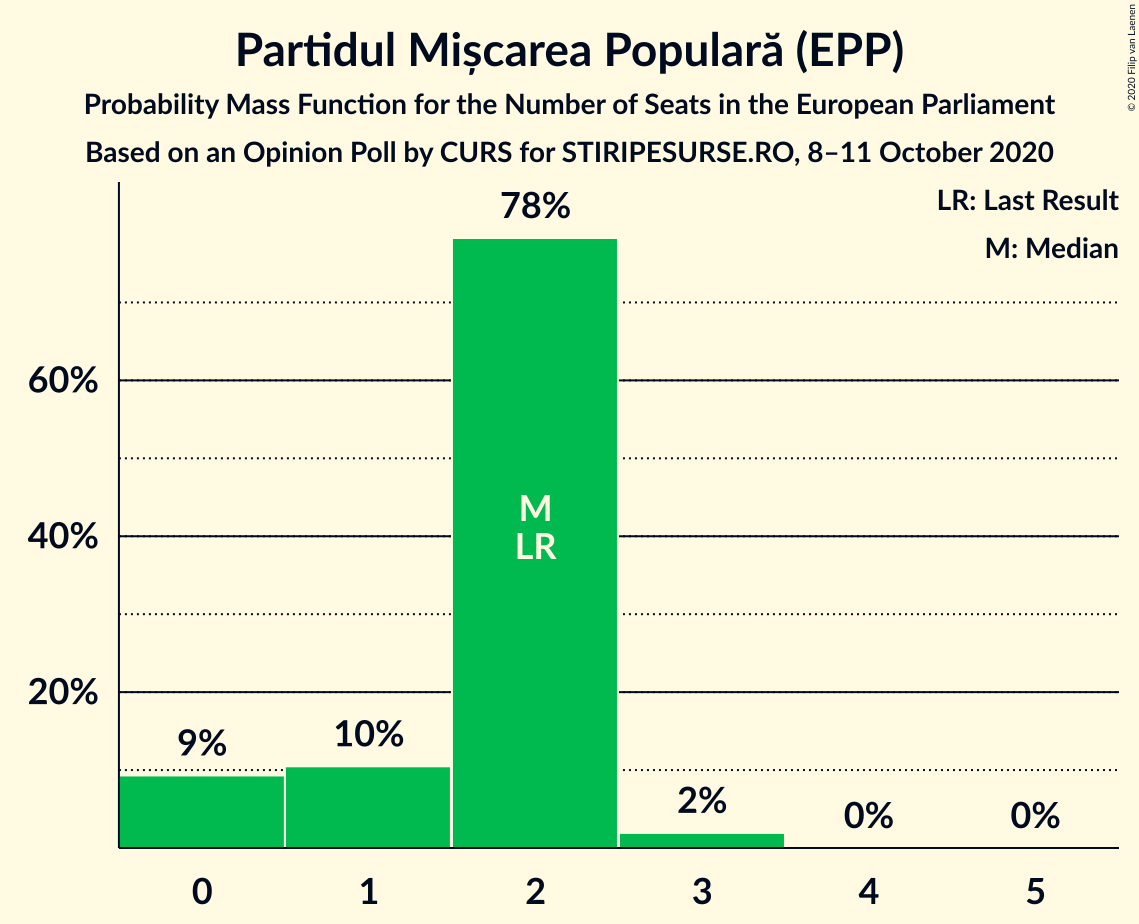 Partidul Mișcarea Populară (EPP)
Probability Mass Function for the Number of Seats in the European Parliament
Based on an Opinion Poll by CURS for STIRIPESURSE.RO, 8–11 October 2020
© 2020 Filip van Laenen
LR: Last Result
M: Median
78%
60%
40%
20%
M
LR
9%
10%
2%
0%
0%
0
1
2
3
4
5